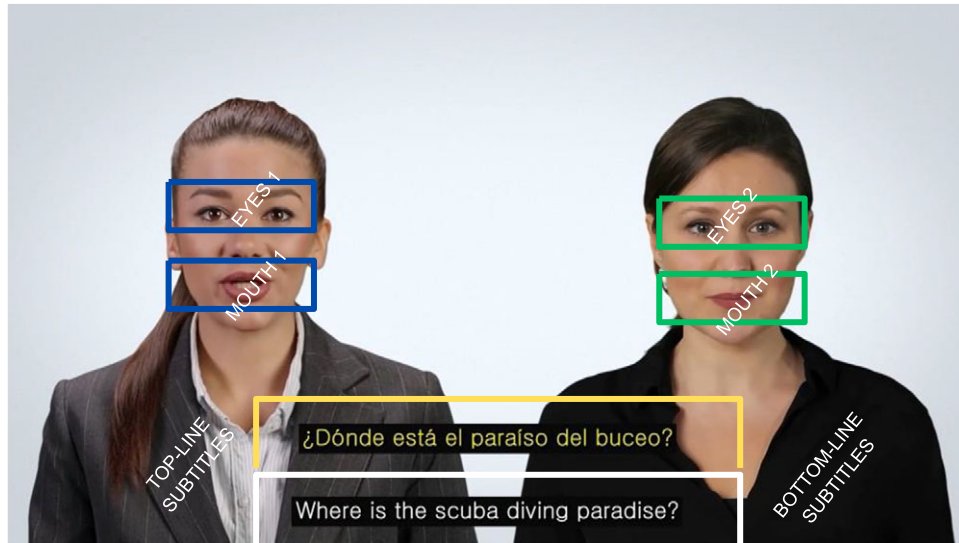 EYES 1
EYES 2
MOUTH 1
MOUTH 2
TOP-LINE
SUBTITLES
¿Dónde está el paraíso del buceo?
BOTTOM-LINE
SUBTITLES
Where is the scuba diving paradise?